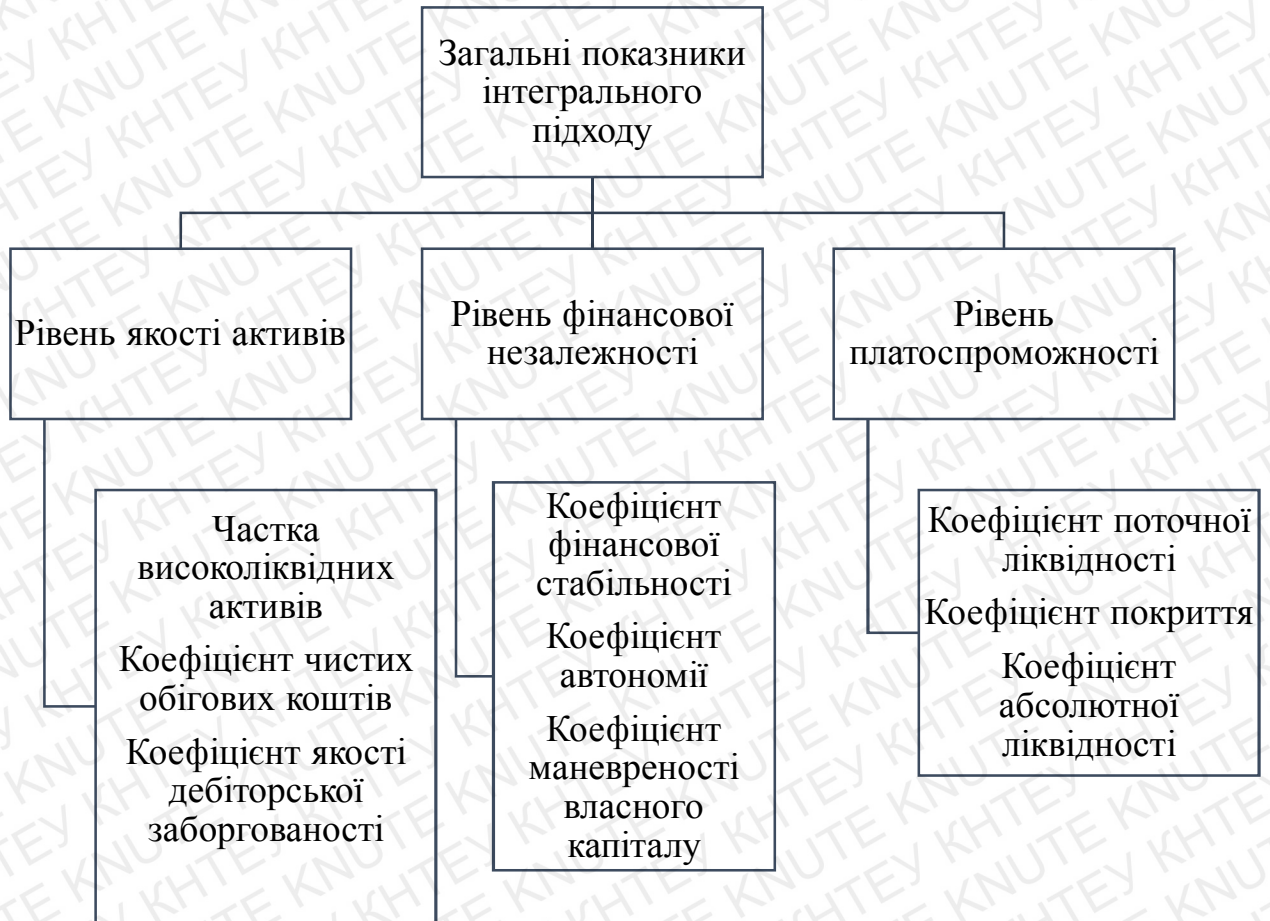 Загальні показники
інтегрального
підходу
Рівень якості активів
Рівень фінансової
незалежності
Рівень
платоспроможності
Частка
високоліквідних
активів
Коефіцієнт чистих
обігових коштів
Коефіцієнт якості
дебіторської
заборгованості
Коефіцієнт
фінансової
стабільності
Коефіцієнт
автономії
Коефіцієнт
маневреності
власного
капіталу
Коефіцієнт поточної
ліквідності
Коефіцієнт покриття
Коефіцієнт
абсолютної
ліквідності